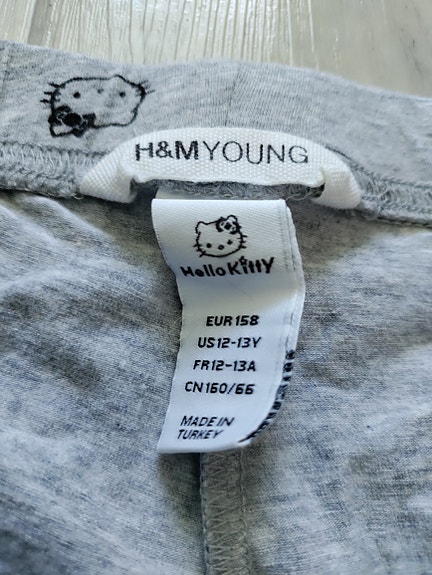 H&MYOUNG
Hello Kitty
EUR 158
US12-13Y
FR12-13A
CN160/66
MADE IN
TURKEY